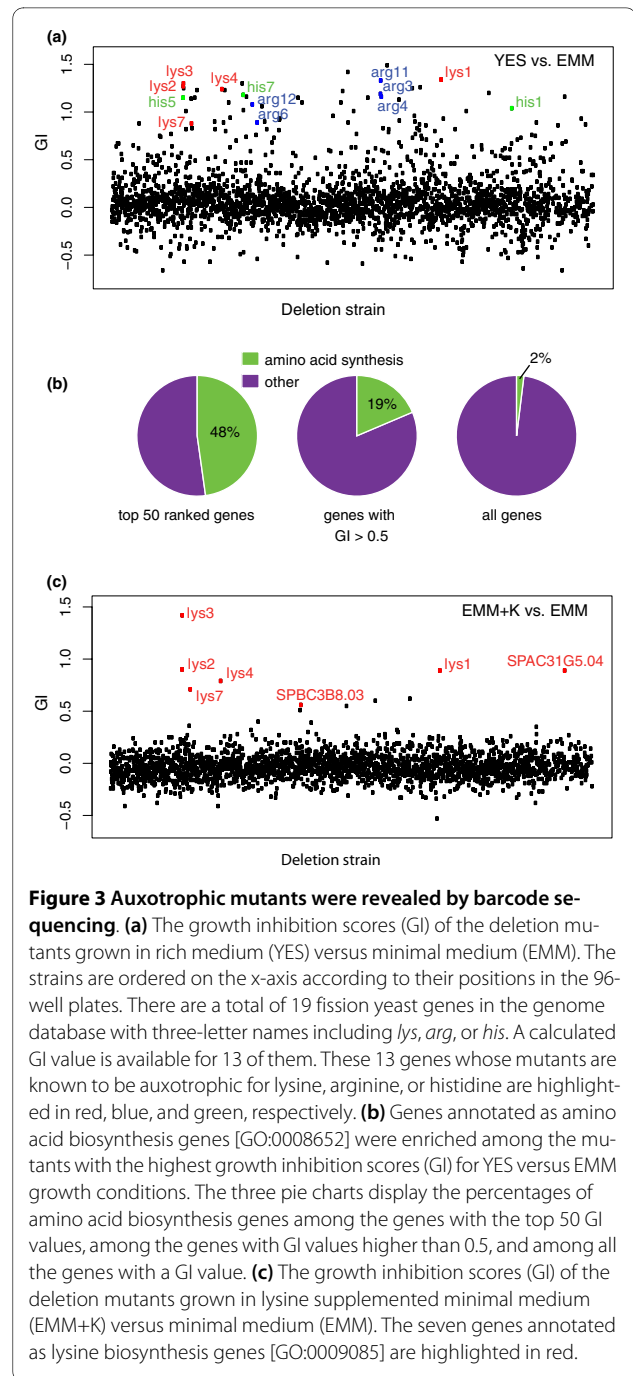 (a)
YES vs. EMM
GI
1.5
1.0
0.5
0.0
−0.5
lys3
lys2
his5
lys7
lys4
his7
arg12
arg6
arg11
arg3
arg4
lys1
his1
Deletion strain
(b)
amino acid synthesis
other
48%
19%
2%
top 50 ranked genes
genes with
GI > 0.5
all genes
(c)
EMM+K vs. EMM
GI
1.5
1.0
0.5
0.0
−0.5
lys3
lys2
lys7
lys4
SPBC3B8.03
lys1
SPAC31G5.04
Deletion strain
Figure 3 Auxotrophic mutants were revealed by barcode se-
quencing. (a) The growth inhibition scores (GI) of the deletion mu-
tants grown in rich medium (YES) versus minimal medium (EMM). The
strains are ordered on the x-axis according to their positions in the 96-
well plates. There are a total of 19 fission yeast genes in the genome
database with three-letter names including lys, arg, or his. A calculated
GI value is available for 13 of them. These 13 genes whose mutants are
known to be auxotrophic for lysine, arginine, or histidine are highlight-
ed in red, blue, and green, respectively. (b) Genes annotated as amino
acid biosynthesis genes [GO:0008652] were enriched among the mu-
tants with the highest growth inhibition scores (GI) for YES versus EMM
growth conditions. The three pie charts display the percentages of
amino acid biosynthesis genes among the genes with the top 50 GI
values, among the genes with GI values higher than 0.5, and among all
the genes with a GI value. (c) The growth inhibition scores (GI) of the
deletion mutants grown in lysine supplemented minimal medium
(EMM+K) versus minimal medium (EMM). The seven genes annotated
as lysine biosynthesis genes [GO:0009085] are highlighted in red.